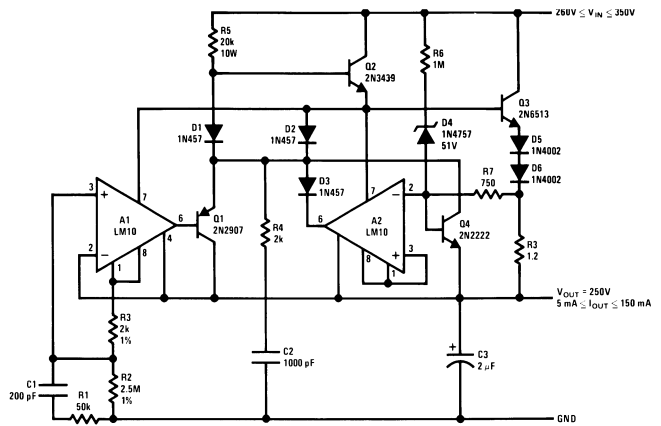 260V ≤ VIN ≤ 350V
R5
20k
10W
Q2
2N3439
R6
1M
Q3
2N6513
D1
1N457
D2
1N457
D4
1N4757
51V
D5
1N4002
D6
1N4002
3
+
7
A1
LM10
6
2
−
1
8
4
Q1
2N2907
R4
2k
D3
1N457
6
7
2
−
A2
LM10
+
3
8
1
R7
750
Q4
2N2222
R3
1.2
VOUT = 250V
5 mA ≤ IOUT ≤ 150 mA
R3
2k
1%
C1
200 pF
R1
50k
R2
2.5M
1%
C2
1000 pF
+
C3
2 μF
GND